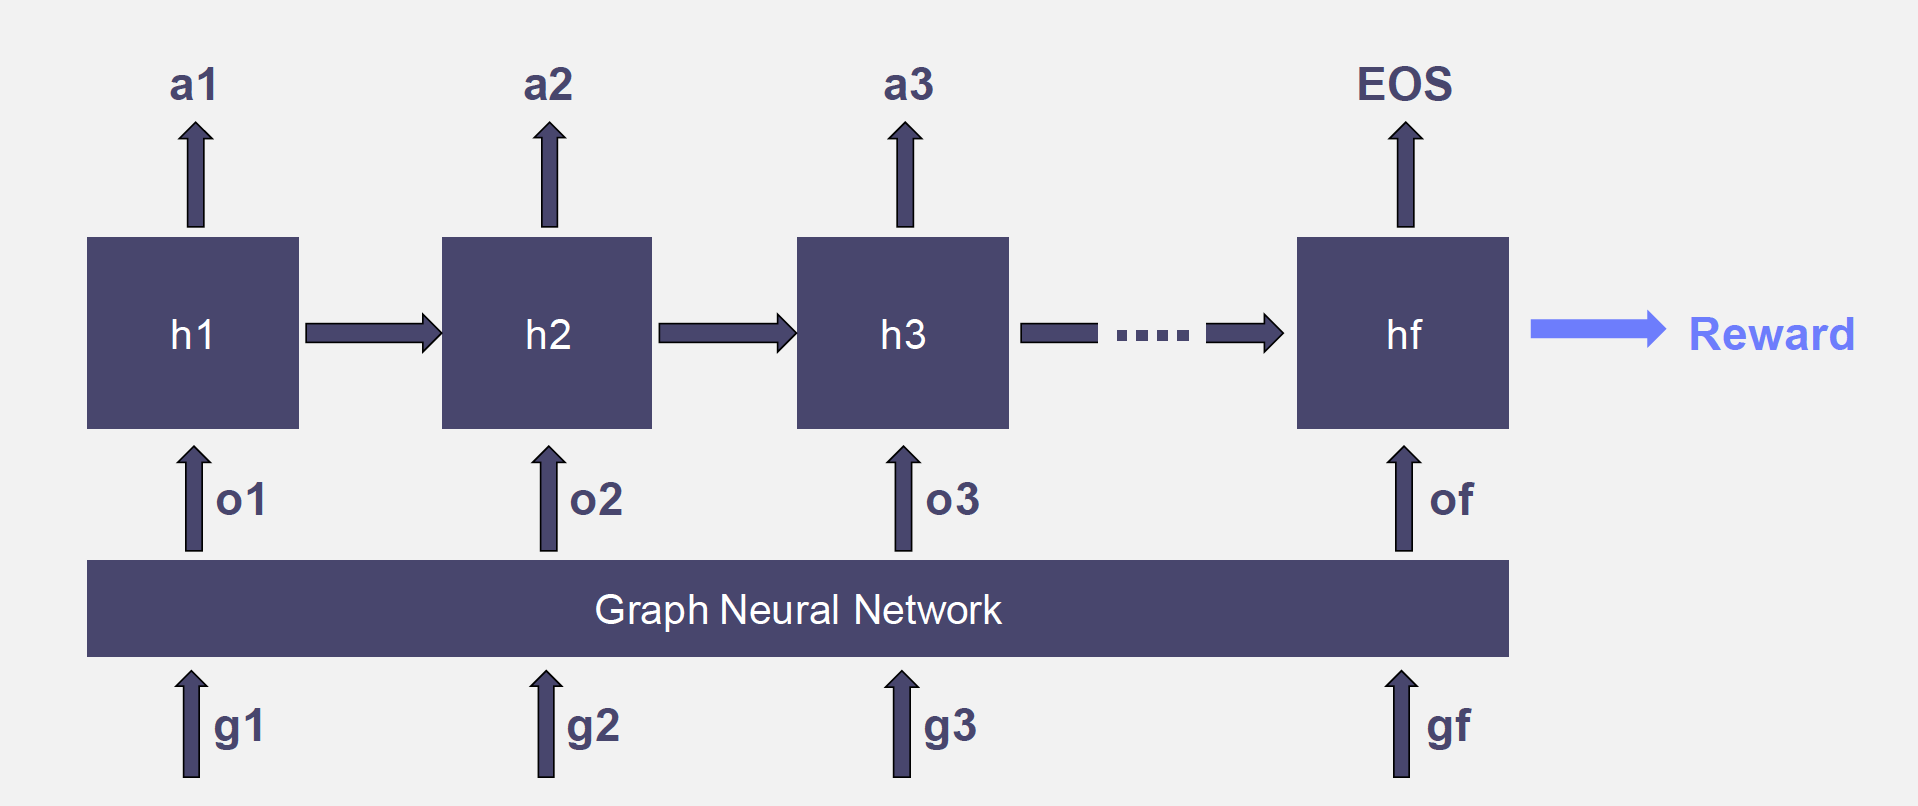 a1 a2 a3 EOS
h1 h2 h3 hf Reward
o1 o2 o3 of
Graph Neural Network
g1 g2 g3 gf